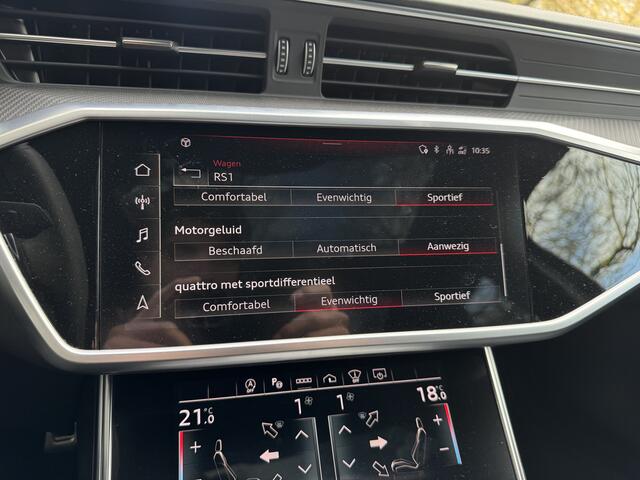 10:35
Wagen
RS1
Comfortabel Evenwichtig Sportief
Motorgeluid
Beschaafd Automatisch Aanwezig
quattro met sportdifferentieel
Comfortabel Evenwichtig Sportief
21.0 °C 1 1 18.0 °C